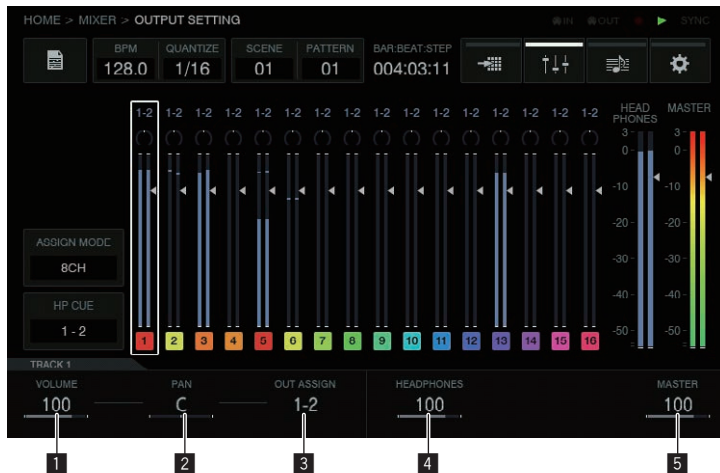 HOME > MIXER > OUTPUT SETTING
IN OUT SYNC
BPM QUANTIZE SCENE PATTERN BAR:BEAT:STEP
128.0 1/16 01 01 004:03:11
1-2 1-2 1-2 1-2 1-2 1-2 1-2 1-2 1-2 1-2 1-2 1-2 1-2 1-2 1-2 1-2
HEAD PHONES MASTER
3 3
0 0
-10 -10
-20 -20
-30 -30
-40 -40
-50 -50
ASSIGN MODE
8CH
HP CUE
1 - 2
1 2 3 4 5 6 7 8 9 10 11 12 13 14 15 16
TRACK 1
VOLUME PAN OUT ASSIGN HEADPHONES MASTER
100 C 1-2 100 100
1 2 3 4 5